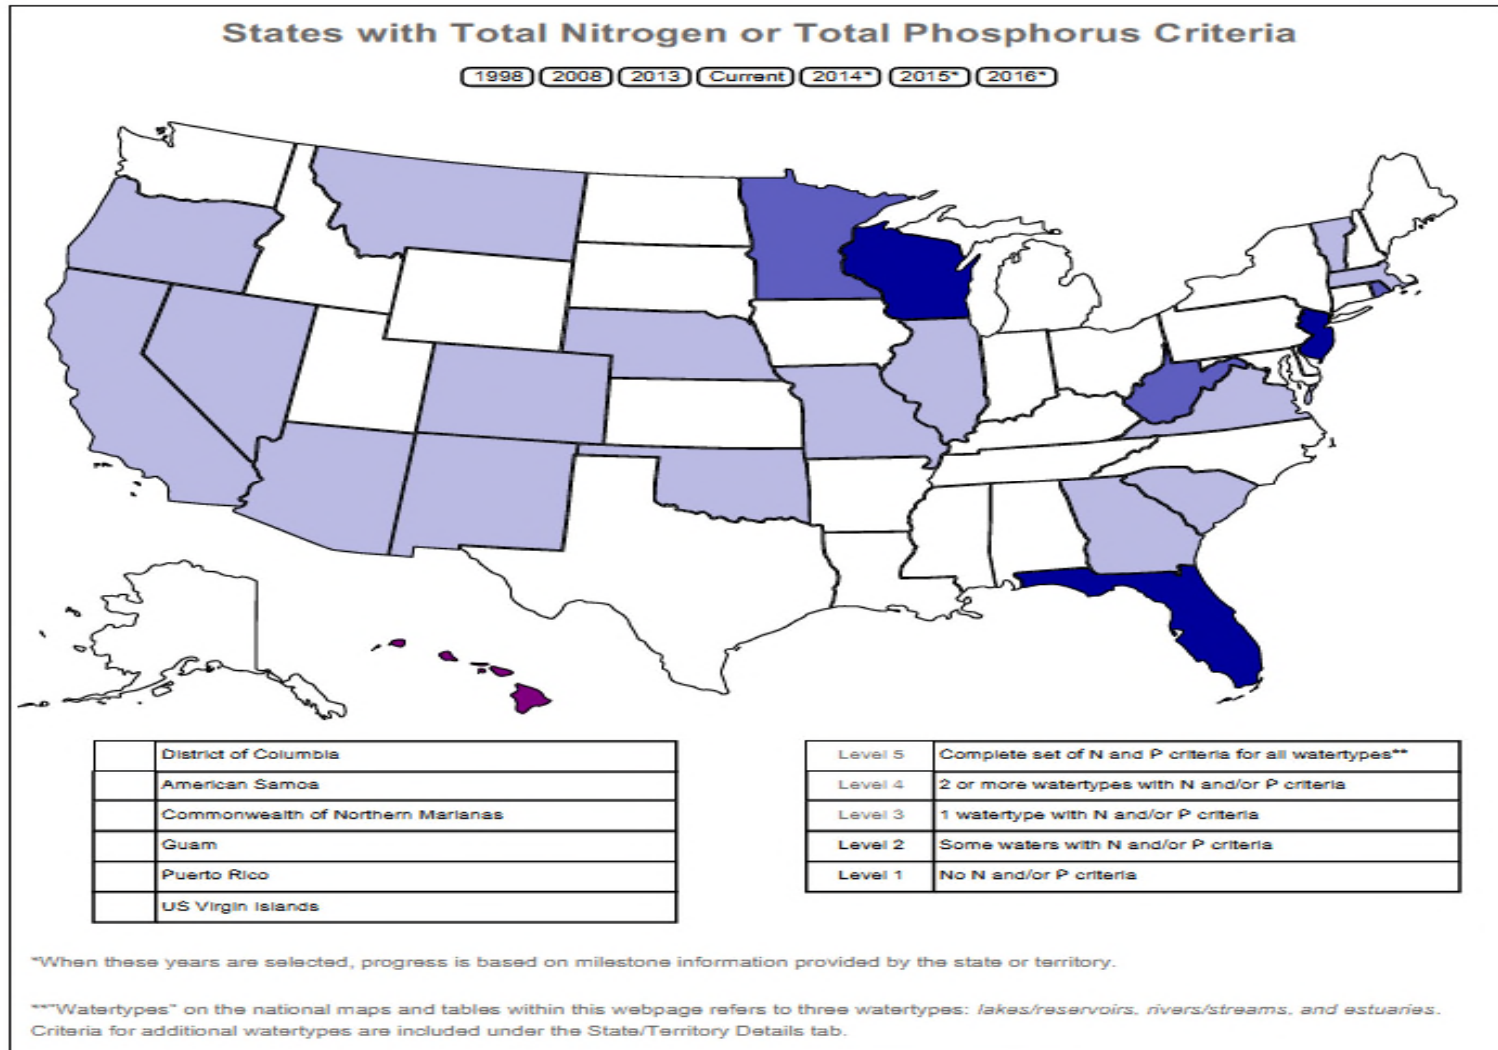 States with Total Nitrogen or Total Phosphorus Criteria
1998 2008 2013 Current 2014* 2015* 2016*
District of Columbia
American Samoa
Commonwealth of Northern Marianas
Guam
Puerto Rico
US Virgin Islands
Level 5 Complete set of N and P criteria for all watertypes**
Level 4 2 or more watertypes with N and/or P criteria
Level 3 1 watertype with N and/or P criteria
Level 2 Some waters with N and/or P criteria
Level 1 No N and/or P criteria
*When these years are selected, progress is based on milestone information provided by the state or territory.
**"Watertypes" on the national maps and tables within this webpage refers to three watertypes: lakes/reservoirs, rivers/streams, and estuaries.
Criteria for additional watertypes are included under the State/Territory Details tab.